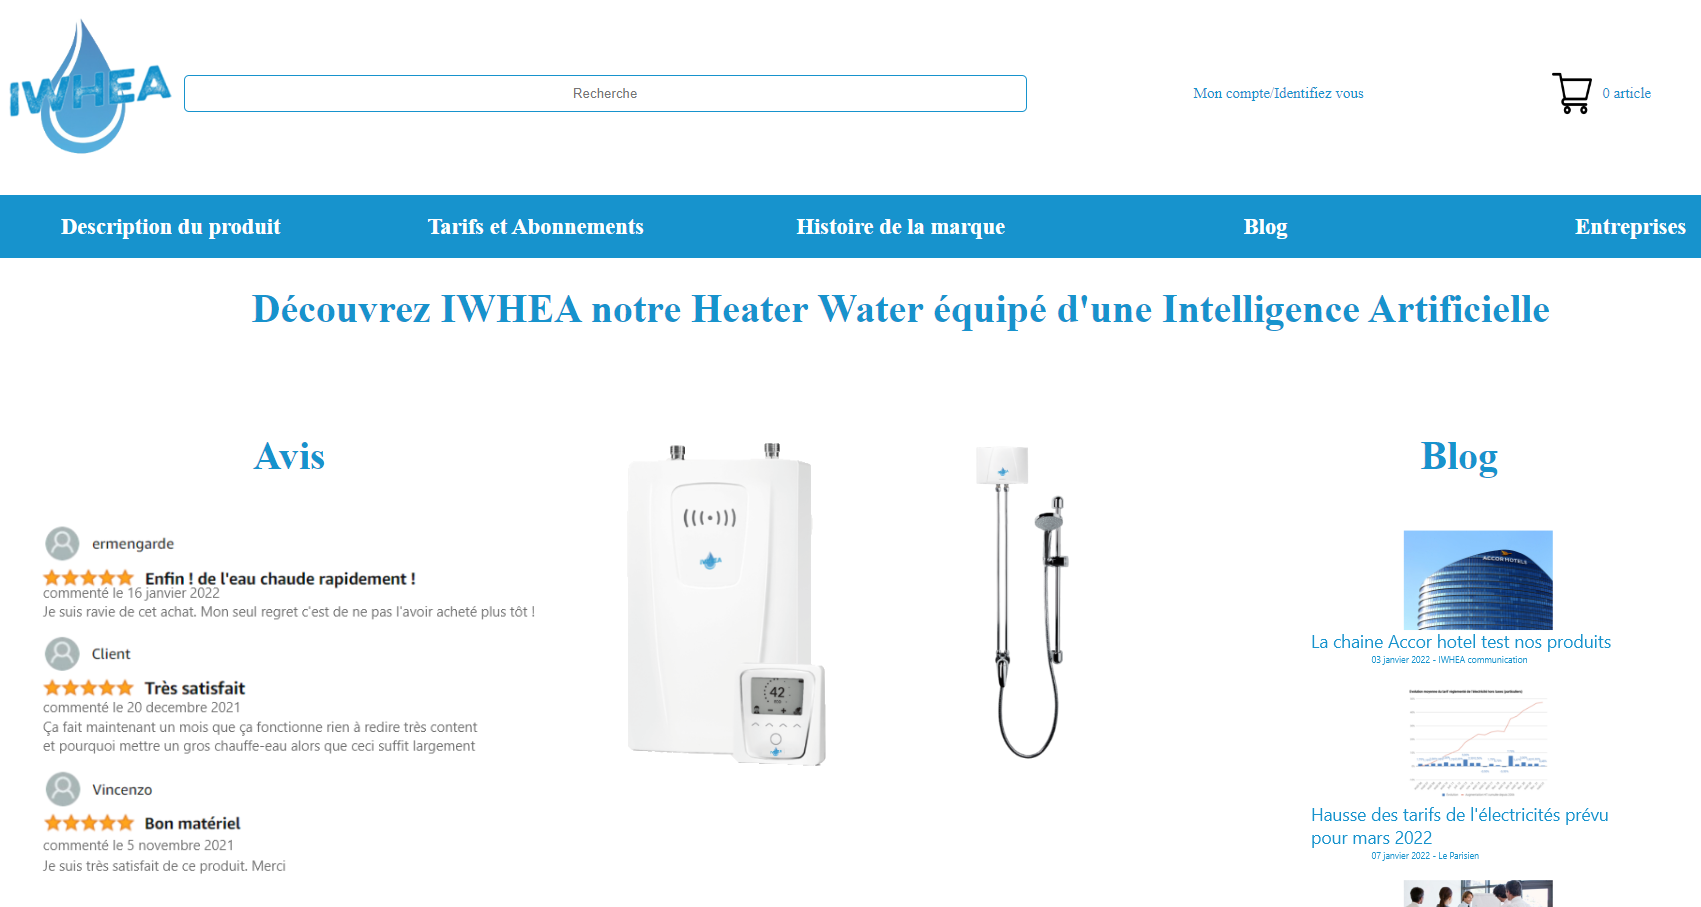 IWHEA
Recherche
Mon compte/Identifiez vous
0 article
Description du produit
Tarifs et Abonnements
Histoire de la marque
Blog
Entreprises
Découvrez IWHEA notre Heater Water équipé d'une Intelligence Artificielle
Avis
ermengarde
Enfin ! de l'eau chaude rapidement !
commenté le 16 janvier 2022
Je suis ravie de cet achat. Mon seul regret c'est de ne pas l'avoir acheté plus tôt !
Client
Très satisfait
commenté le 20 decembre 2021
Ça fait maintenant un mois que ça fonctionne rien à redire très content
et pourquoi mettre un gros chauffe-eau alors que ceci suffit largement
Vincenzo
Bon matériel
commenté le 5 novembre 2021
Je suis très satisfait de ce produit. Merci
IWHEA
42
Blog
ACCOR HOTELS
La chaine Accor hotel test nos produits
03 janvier 2022 - IWHEA communication
Hausse des tarifs de l'électricités prévu
pour mars 2022
07 janvier 2022 - Le Parisien